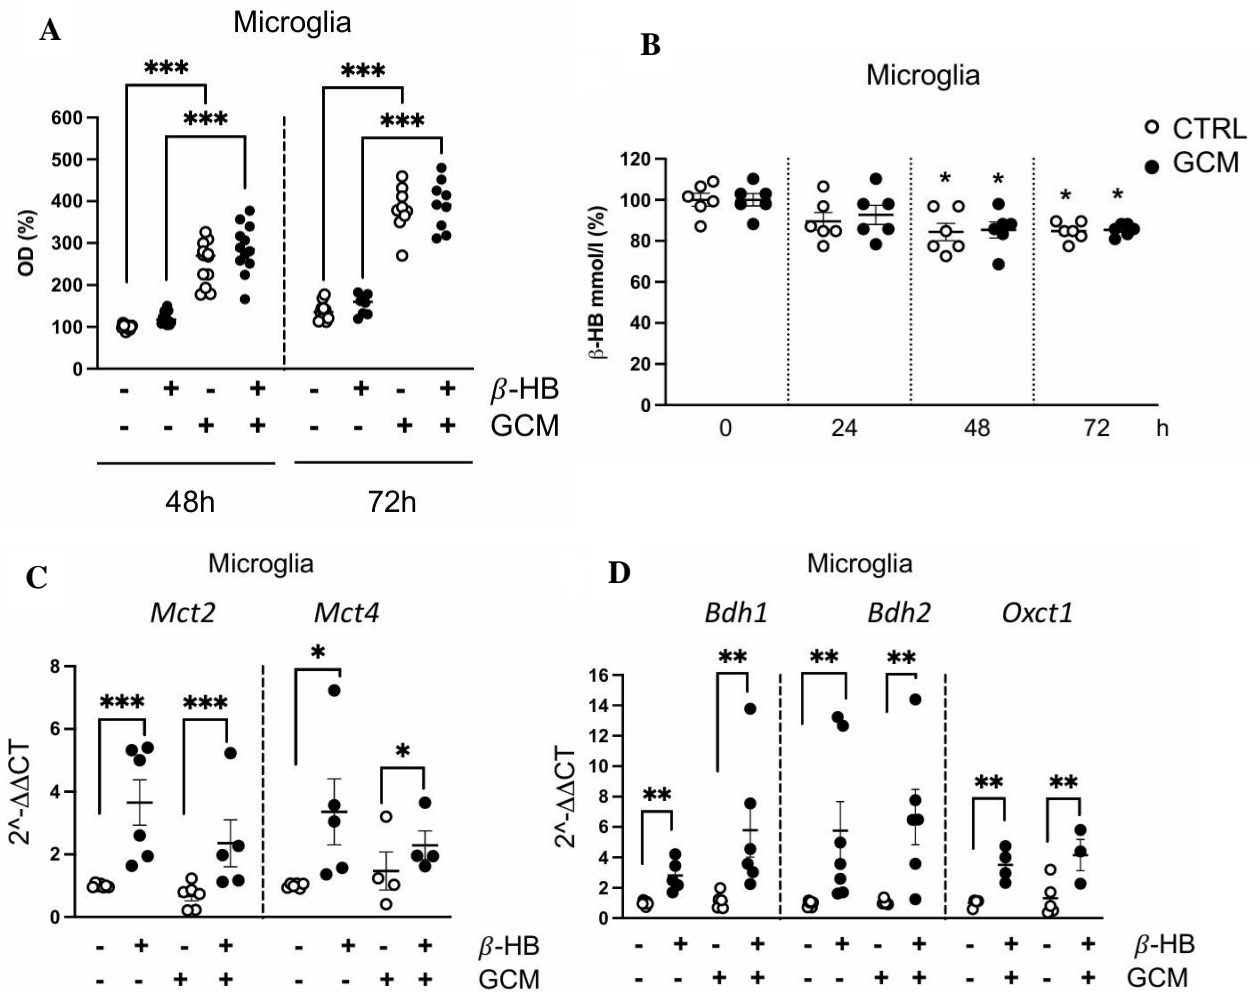 A
Microglia
*** ***
*** ***
OD (%)
600
500
400
300
200
100
0
- + - + - + - + β-HB
- - + + - - + + GCM
48h 72h
B
Microglia
CTRL
GCM
β-HB mmol/l (%)
120
100
80
60
40
20
0
* * * *
0 24 48 72 h
C
Microglia
Mct2 Mct4
2^-ΔΔCT
8
6
4
2
0
*** *** * *
- + - + - + - + β-HB
- - + + - - + + GCM
D
Microglia
Bdh1 Bdh2 Oxct1
2^-ΔΔCT
16
14
12
10
8
6
4
2
0
** ** ** ** ** **
- + - + - + - + - + - + β-HB
- - + + - - + + - + - + GCM